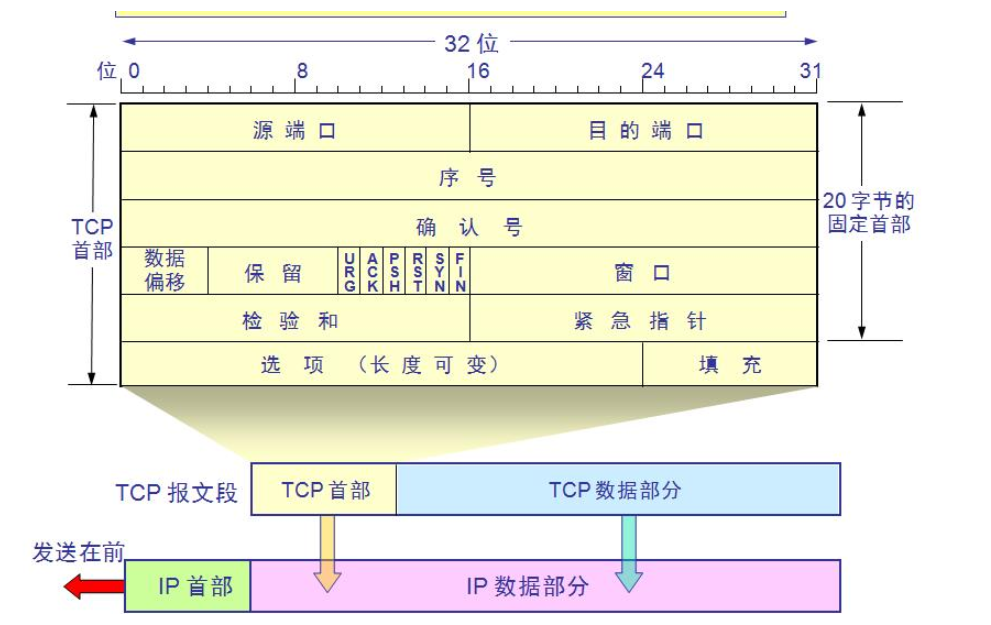 32 位
位 0 8 16 24 31
源 端 口 目 的 端 口
序 号
TCP
首部
20 字节的
固定首部
确 认 号
数据
偏移
保 留
URG
ACK
PSH
RST
SYN
FIN
窗 口
检 验 和 紧 急 指 针
选 项 （长 度 可 变） 填 充
TCP 报文段 TCP 首部 TCP 数据部分
发送在前
IP 首部 IP 数据部分